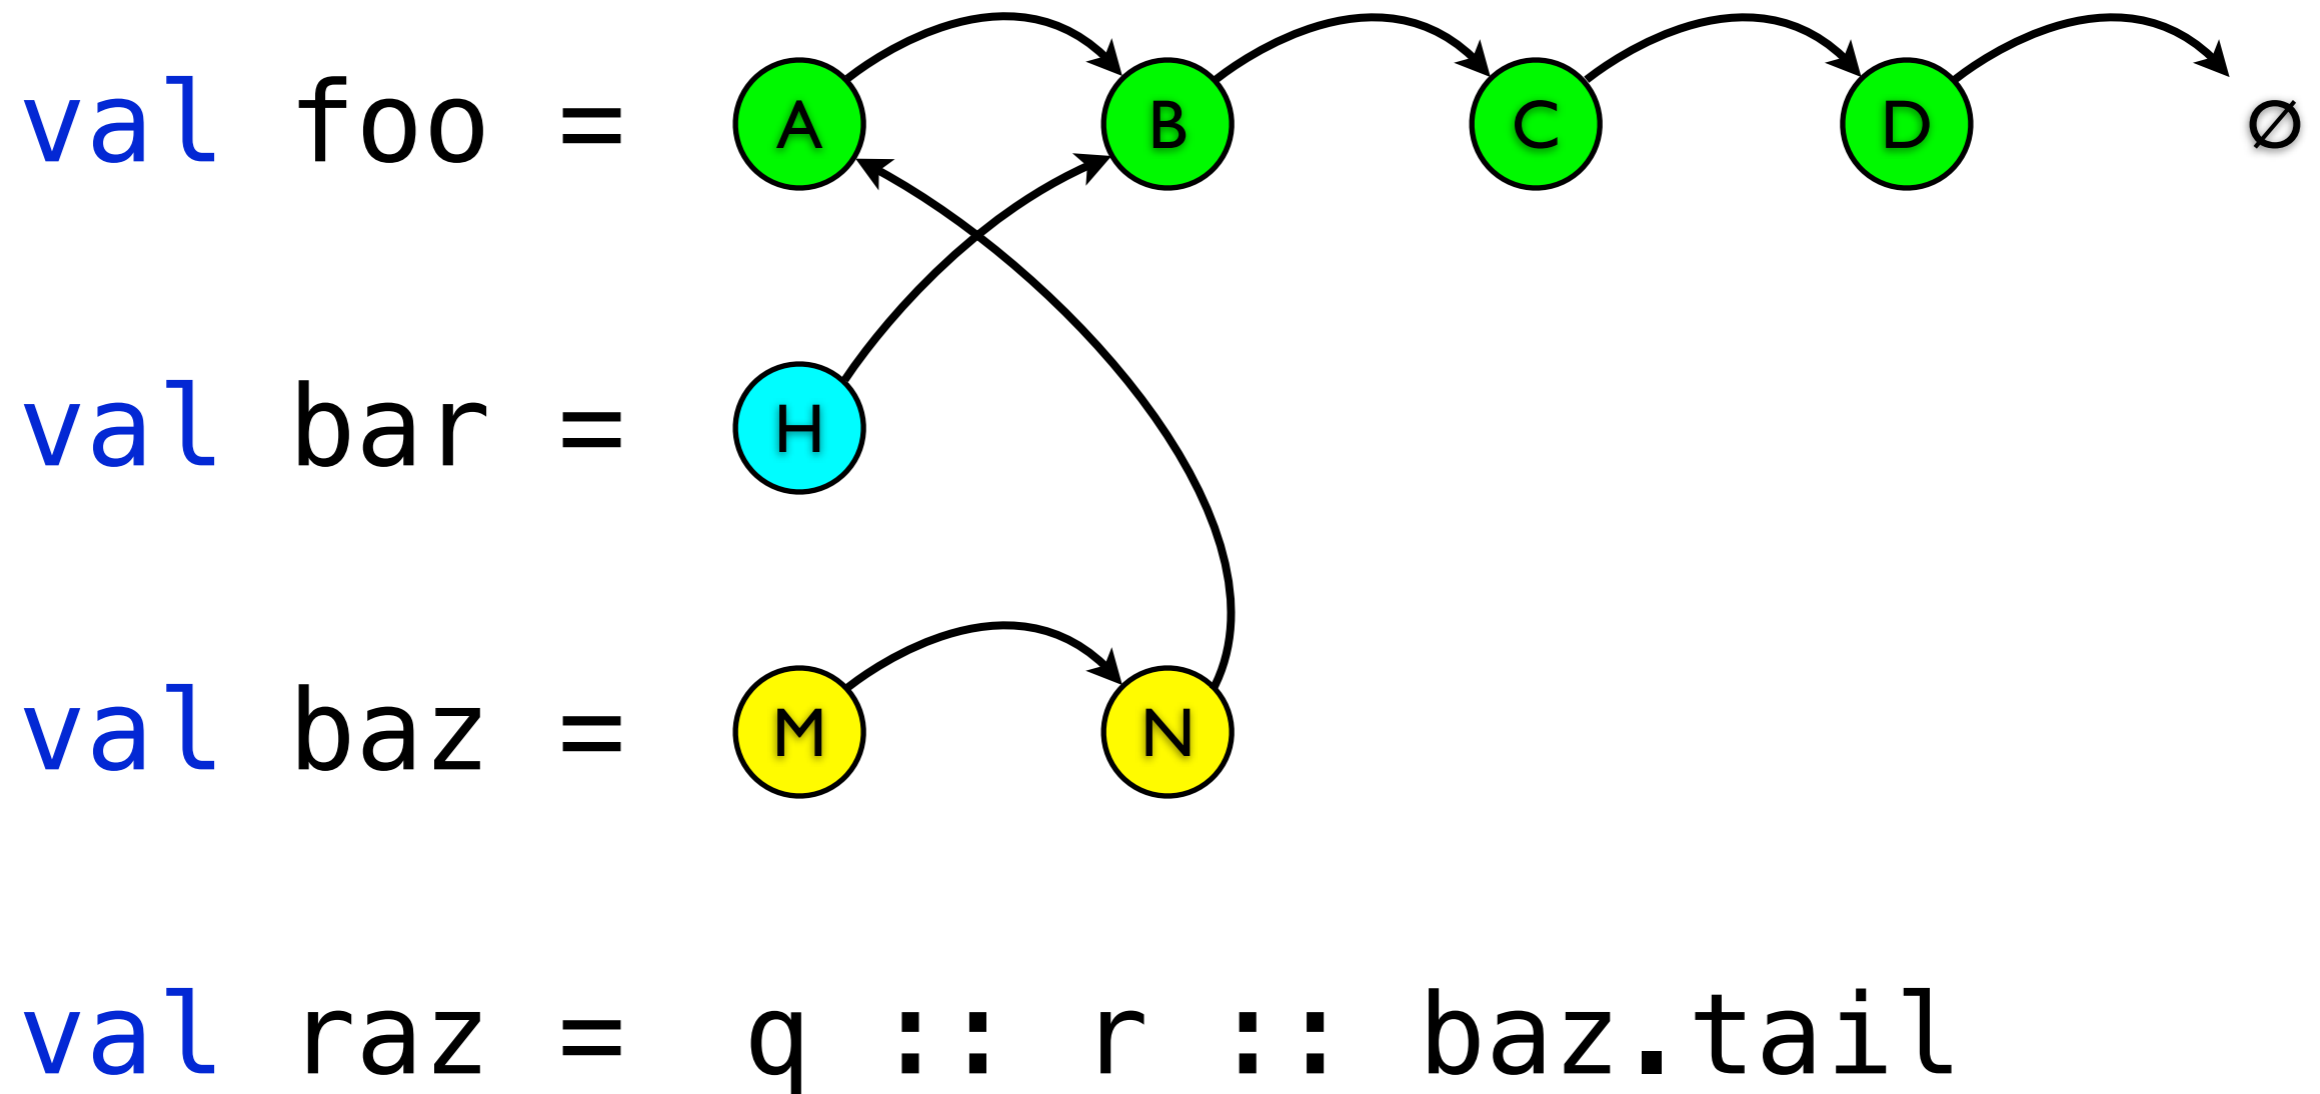 val foo = A B C D ∅
val bar = H
val baz = M N
val raz = q :: r :: baz.tail